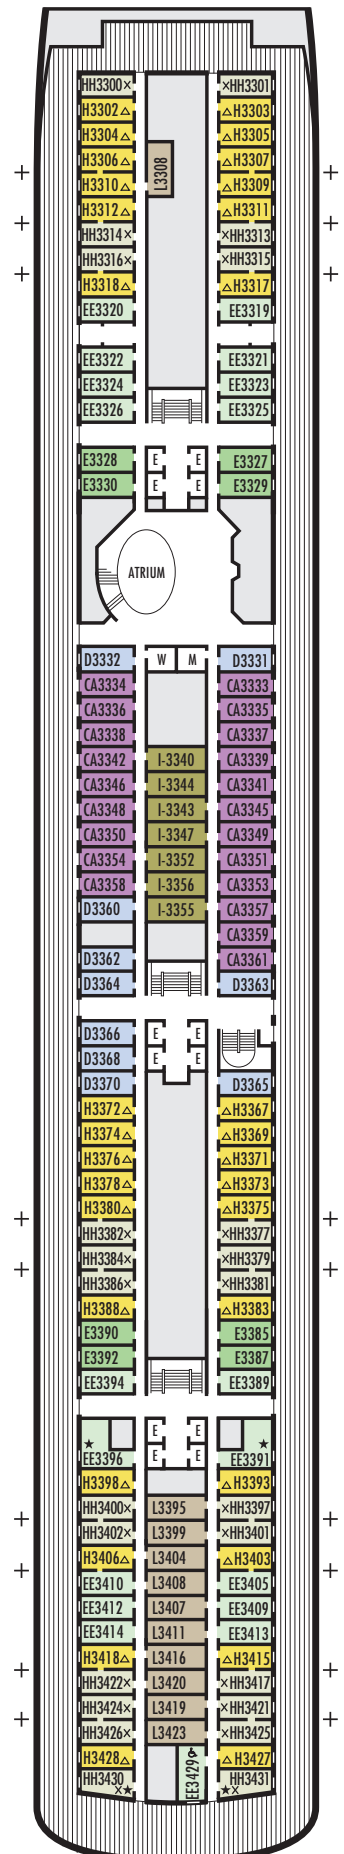 HH3300× ×HH3301
H3302△ △H3303
H3304△ △H3305
H3306△ L3308 △H3307
H3310△ △H3309
H3312△ △H3311
HH3314× ×HH3313
HH3316× ×HH3315
H3318△ △H3317
EE3320 EE3319
EE3322 EE3321
EE3324 EE3323
EE3326 EE3325
E3328 E E E3327
E3330 E E E3329
ATRIUM
D3332 W M D3331
CA3334 CA3333
CA3336 CA3335
CA3338 CA3337
CA3342 I-3340 CA3339
CA3346 I-3344 CA3341
CA3348 I-3343 CA3345
CA3350 I-3347 CA3349
CA3354 I-3352 CA3351
CA3358 I-3356 CA3353
D3360 I-3355 CA3357
CA3359
D3362 CA3361
D3364 D3363
D3366 E E
D3368 E E
D3370 D3365
H3372△ △H3367
H3374△ △H3369
H3376△ △H3371
H3378△ △H3373
H3380△ △H3375
HH3382× ×HH3377
HH3384× ×HH3379
HH3386× ×HH3381
H3388△ △H3383
E3390 E3385
E3392 E3387
EE3394 EE3389
★ E E ★
EE3396 E E EE3391
H3398△ △H3393
HH3400× L3395 ×HH3397
HH3402× L3399 ×HH3401
H3406△ L3404 △H3403
EE3410 L3408 EE3405
EE3412 L3407 EE3409
EE3414 L3411 EE3413
H3418△ L3416 △H3415
HH3422× L3420 ×HH3417
HH3424× L3419 ×HH3421
HH3426× L3423 ×HH3425
H3428△ EE3429 △H3427
HH3430 HH3431
×★ ★×